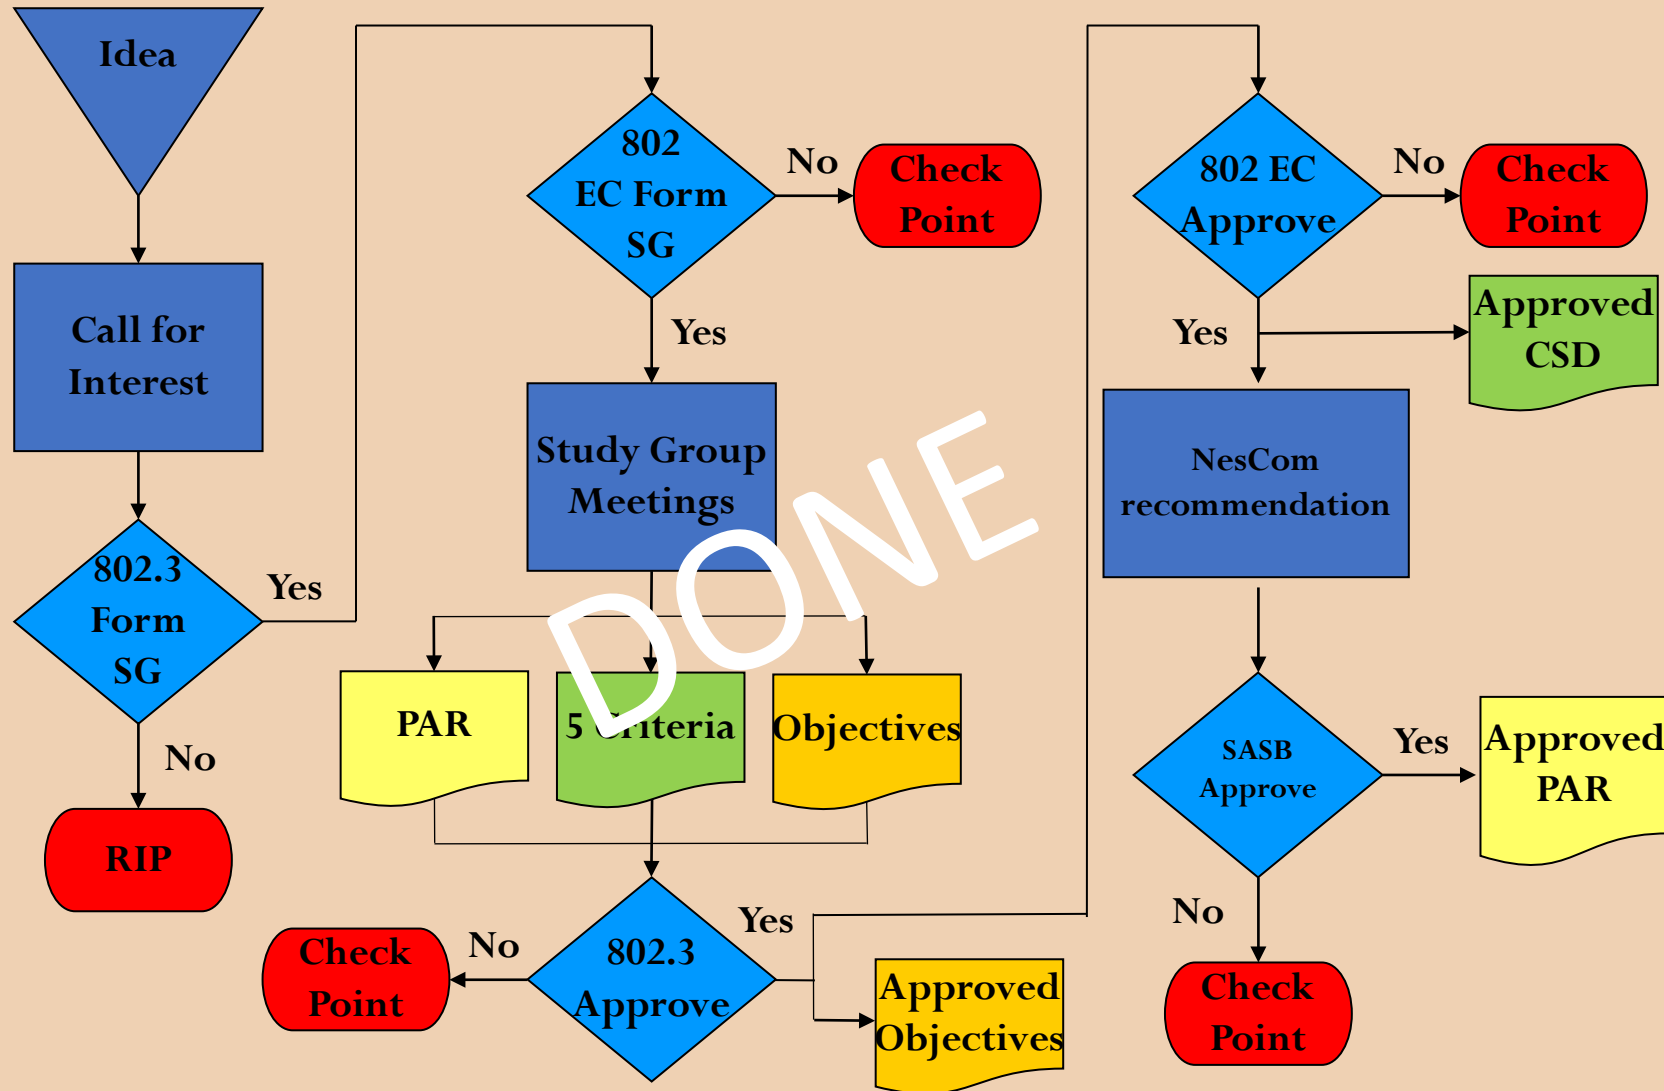 Idea
Call for
Interest
802.3
Form
SG
Yes
No
RIP
802
EC Form
SG
No
Check
Point
Yes
Study Group
Meetings
PAR
5 Criteria
Objectives
802.3
Approve
No
Check
Point
Yes
Approved
Objectives
802 EC
Approve
No
Check
Point
Yes
Approved
CSD
NesCom
recommendation
SASB
Approve
Yes
Approved
PAR
No
Check
Point
DONE